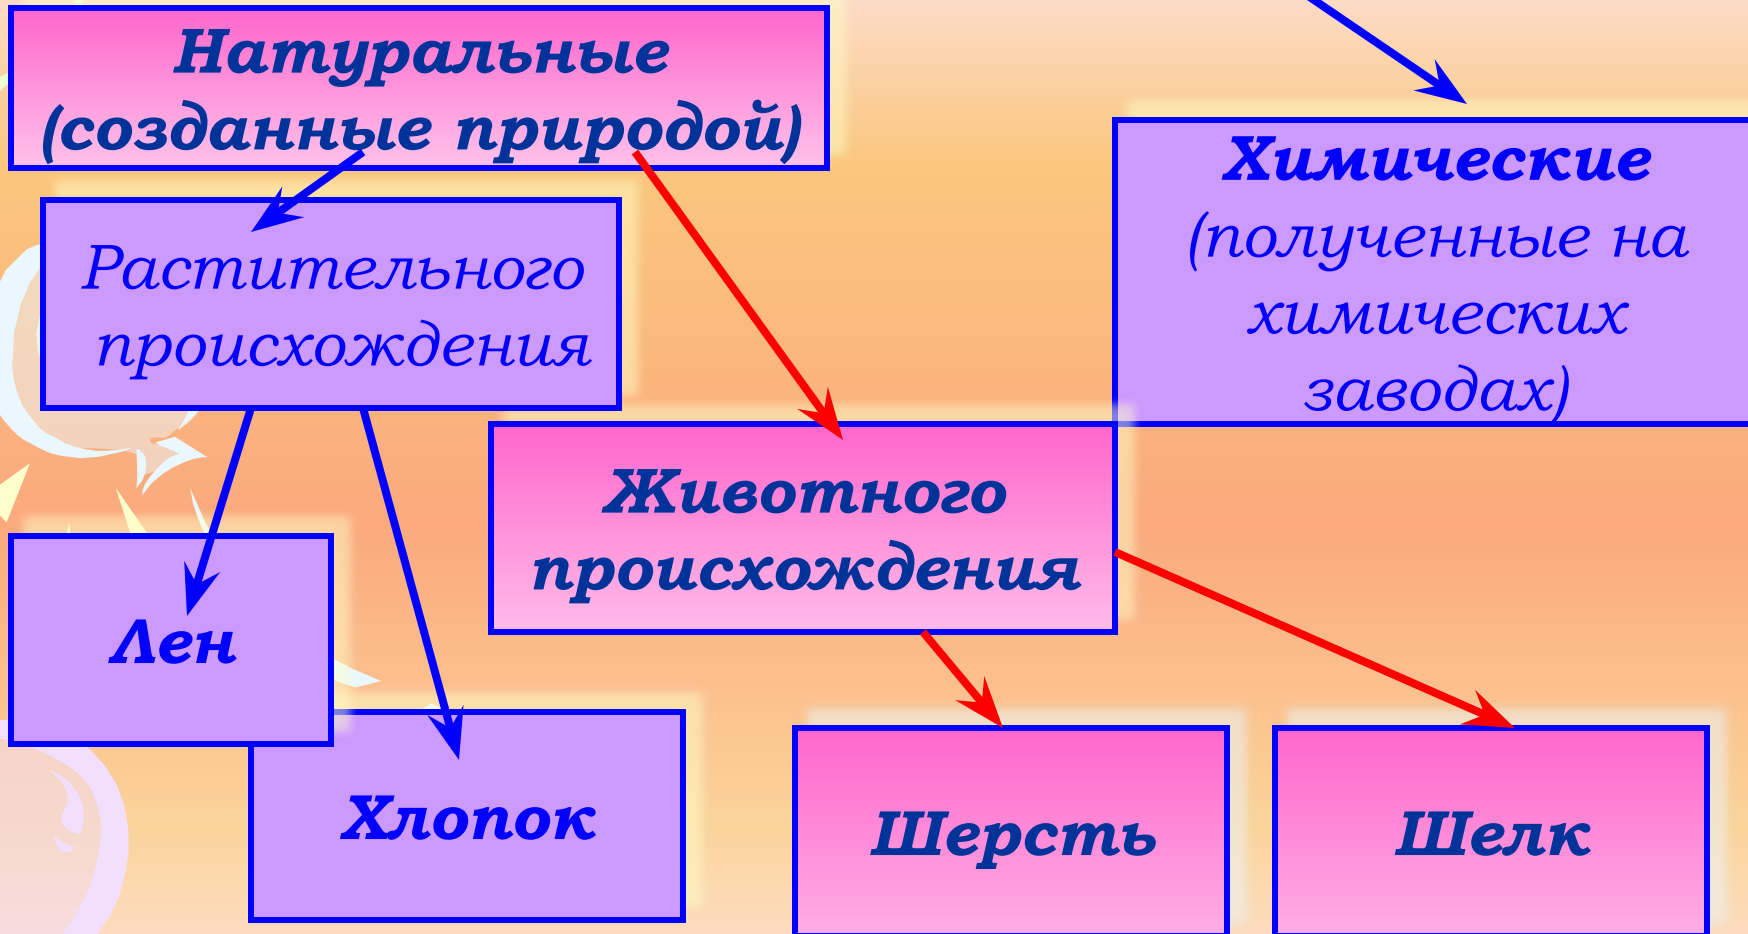 Натуральные
(созданные природой)
Химические
(полученные на
химических
заводах)
Растительного
происхождения
Животного
происхождения
Лен
Хлопок
Шерсть
Шелк